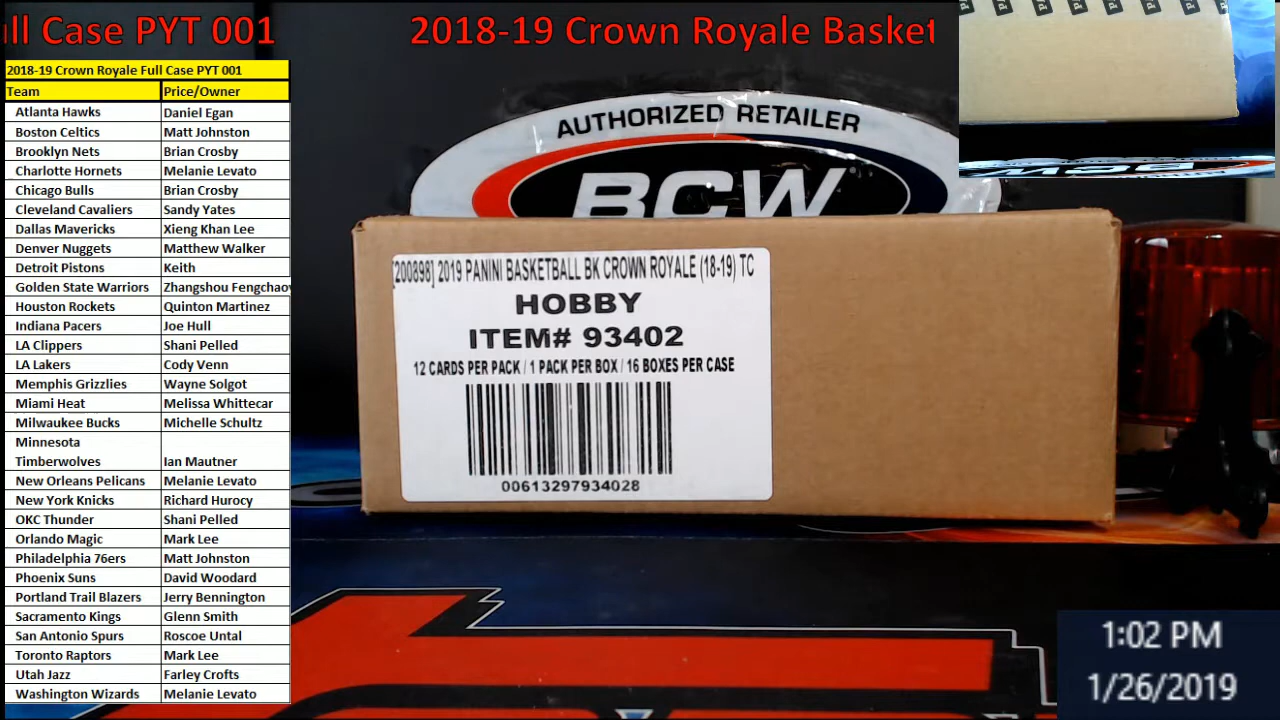 ll Case PYT 001
2018-19 Crown Royale Basket
2018-19 Crown Royale Full Case PYT 001
Team Price/Owner
Atlanta Hawks Daniel Egan
Boston Celtics Matt Johnston
Brooklyn Nets Brian Crosby
Charlotte Hornets Melanie Levato
Chicago Bulls Brian Crosby
Cleveland Cavaliers Sandy Yates
Dallas Mavericks Xieng Khan Lee
Denver Nuggets Matthew Walker
Detroit Pistons Keith
Golden State Warriors Zhangshou Fengchaov
Houston Rockets Quinton Martinez
Indiana Pacers Joe Hull
LA Clippers Shani Pelled
LA Lakers Cody Venn
Memphis Grizzlies Wayne Solgot
Miami Heat Melissa Whittecar
Milwaukee Bucks Michelle Schultz
Minnesota
Timberwolves Ian Mautner
New Orleans Pelicans Melanie Levato
New York Knicks Richard Hurocy
OKC Thunder Shani Pelled
Orlando Magic Mark Lee
Philadelphia 76ers Matt Johnston
Phoenix Suns David Woodard
Portland Trail Blazers Jerry Bennington
Sacramento Kings Glenn Smith
San Antonio Spurs Roscoe Untal
Toronto Raptors Mark Lee
Utah Jazz Farley Crofts
Washington Wizards Melanie Levato
AUTHORIZED RETAILER
BCW
[200898] 2019 PANINI BASKETBALL BK CROWN ROYALE (18-19) TC
HOBBY
ITEM# 93402
12 CARDS PER PACK / 1 PACK PER BOX / 16 BOXES PER CASE
00613297934028
BCW
1:02 PM
1/26/2019